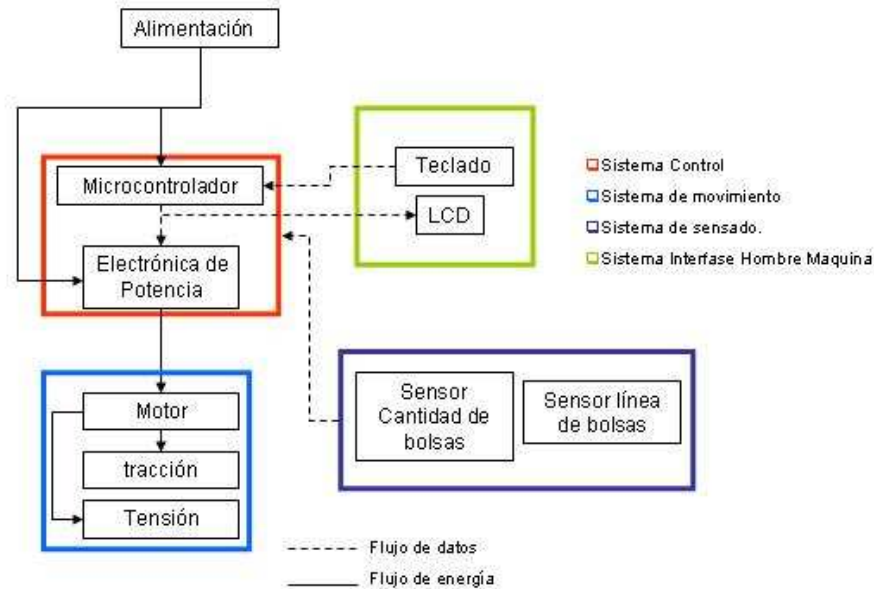 Alimentación
Microcontrolador
Electrónica de
Potencia
Teclado
LCD
Sistema Control
Sistema de movimiento
Sistema de sensado.
Sistema Interfase Hombre Maquina
Motor
tracción
Tensión
Sensor
Cantidad de
bolsas
Sensor línea
de bolsas
Flujo de datos
Flujo de energía